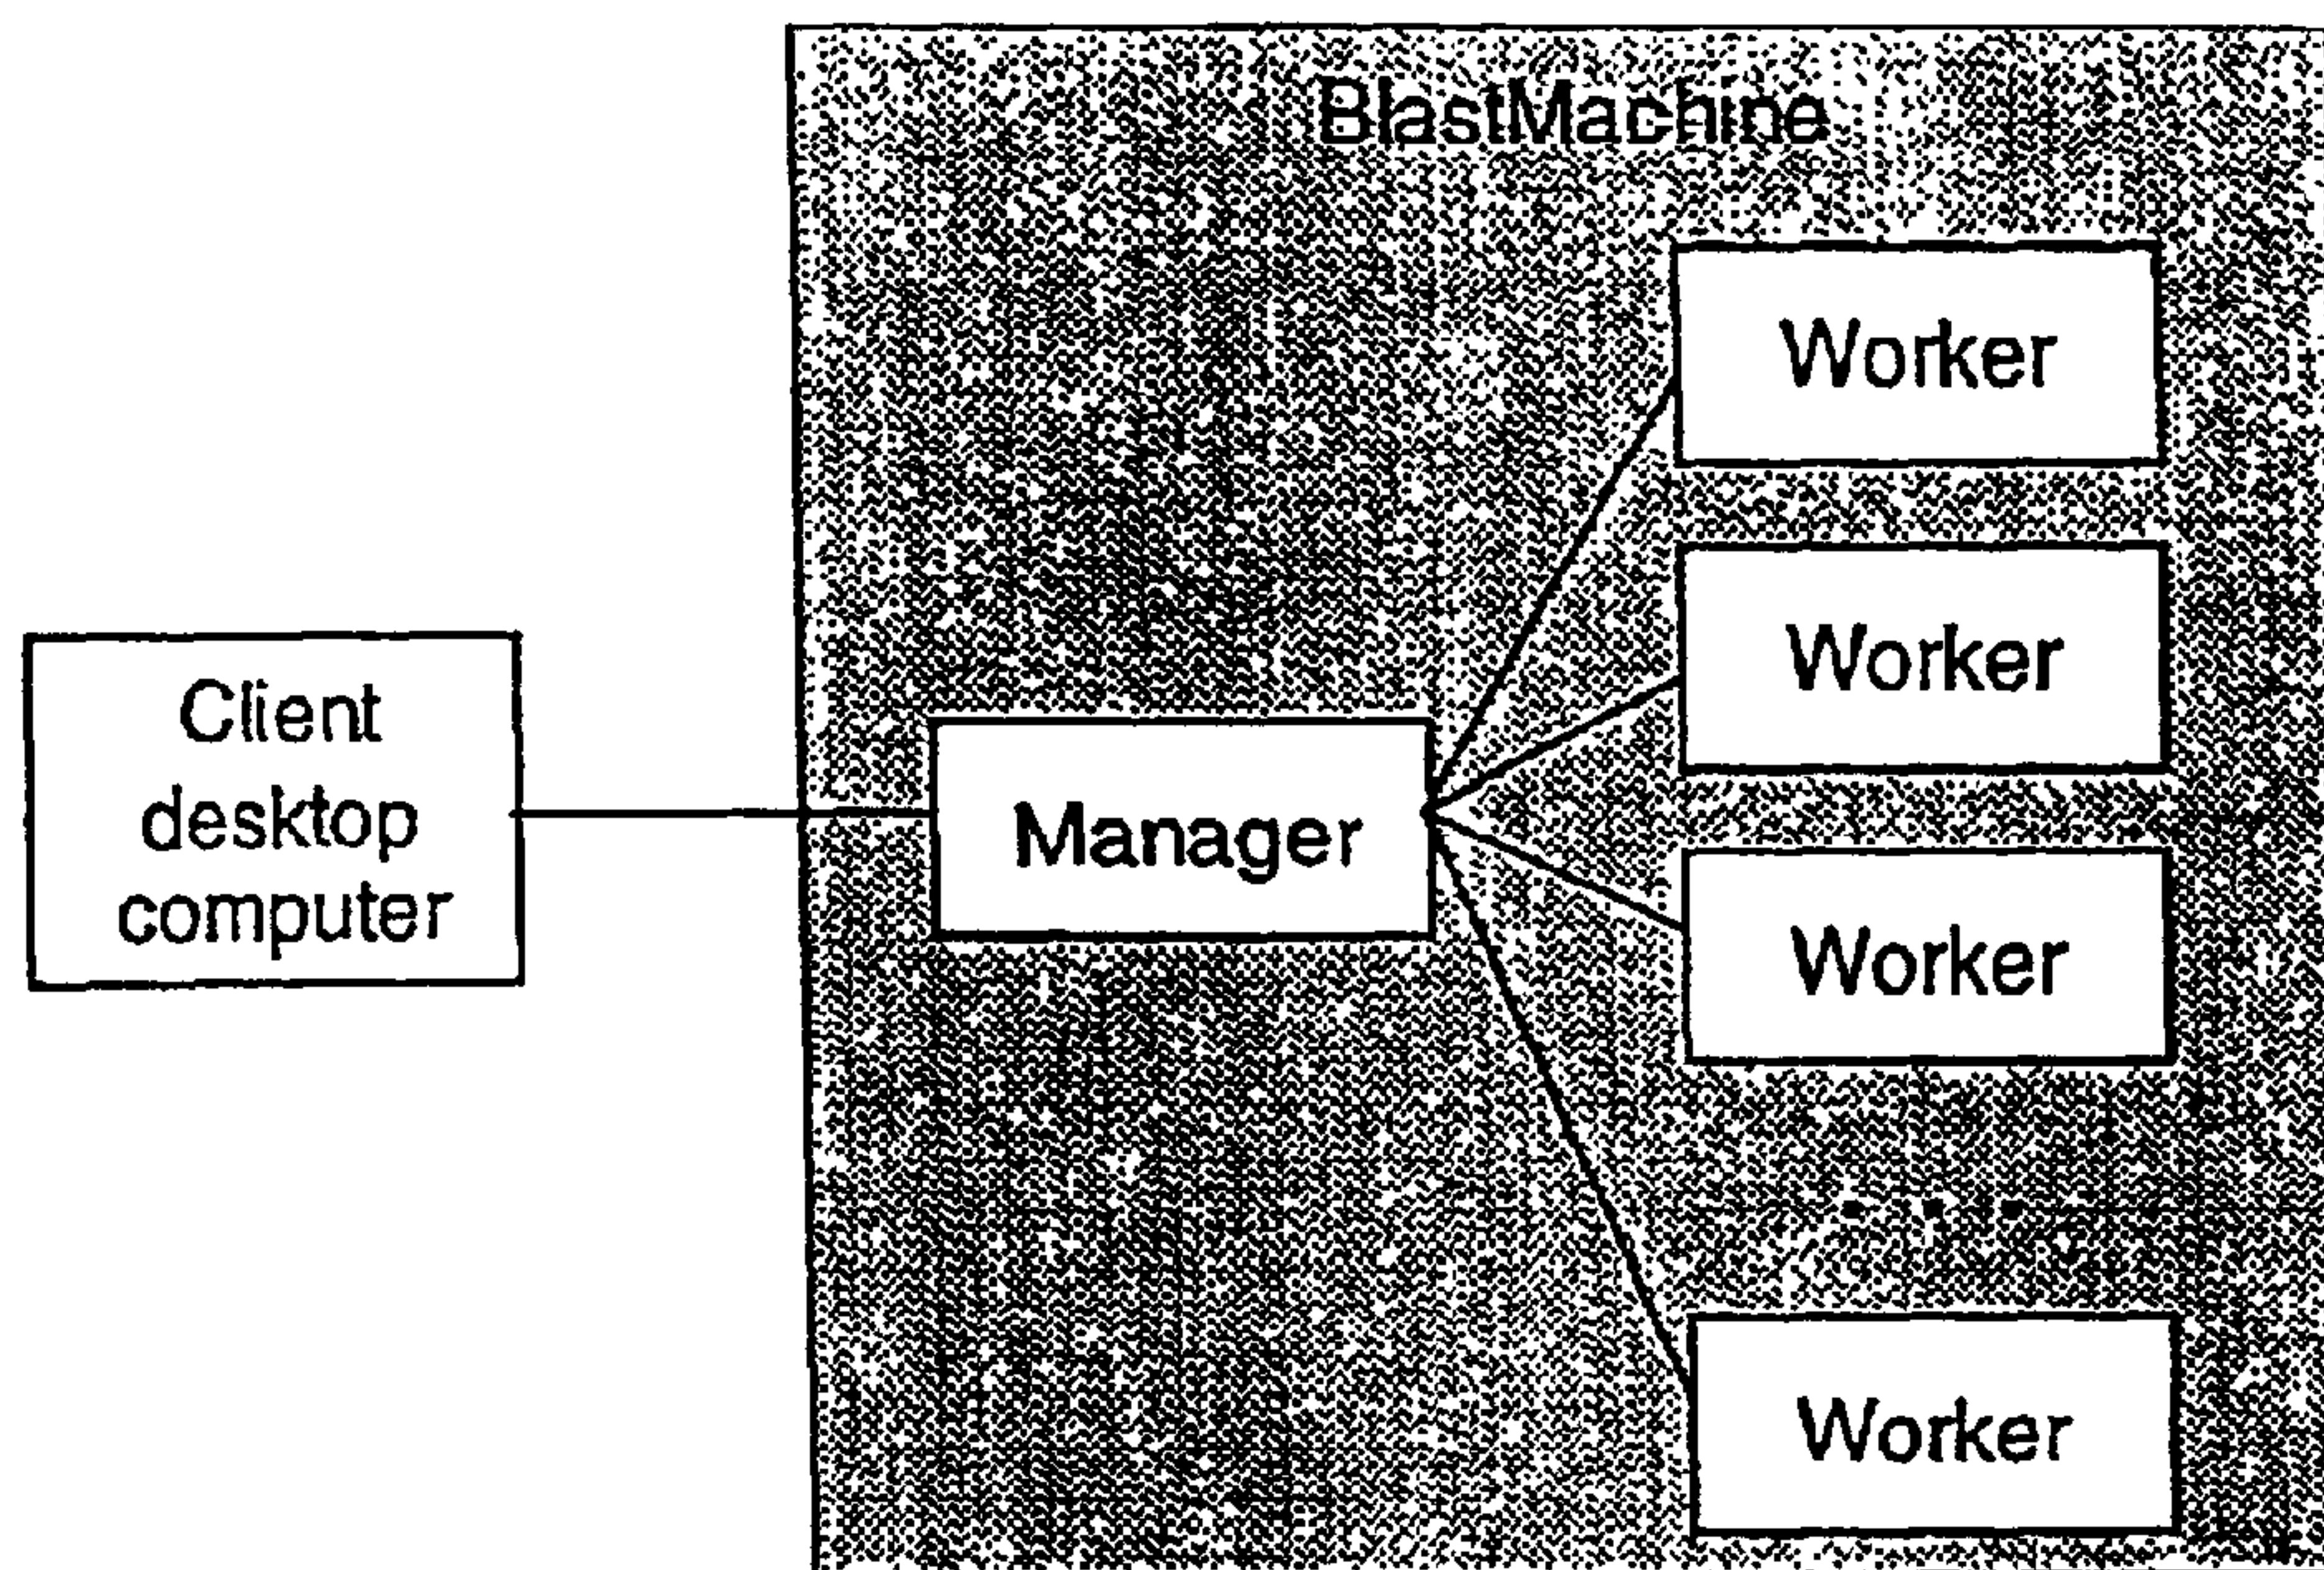 BlastMachine
Worker
Worker
Client
desktop
computer
Manager
Worker
. . .
Worker